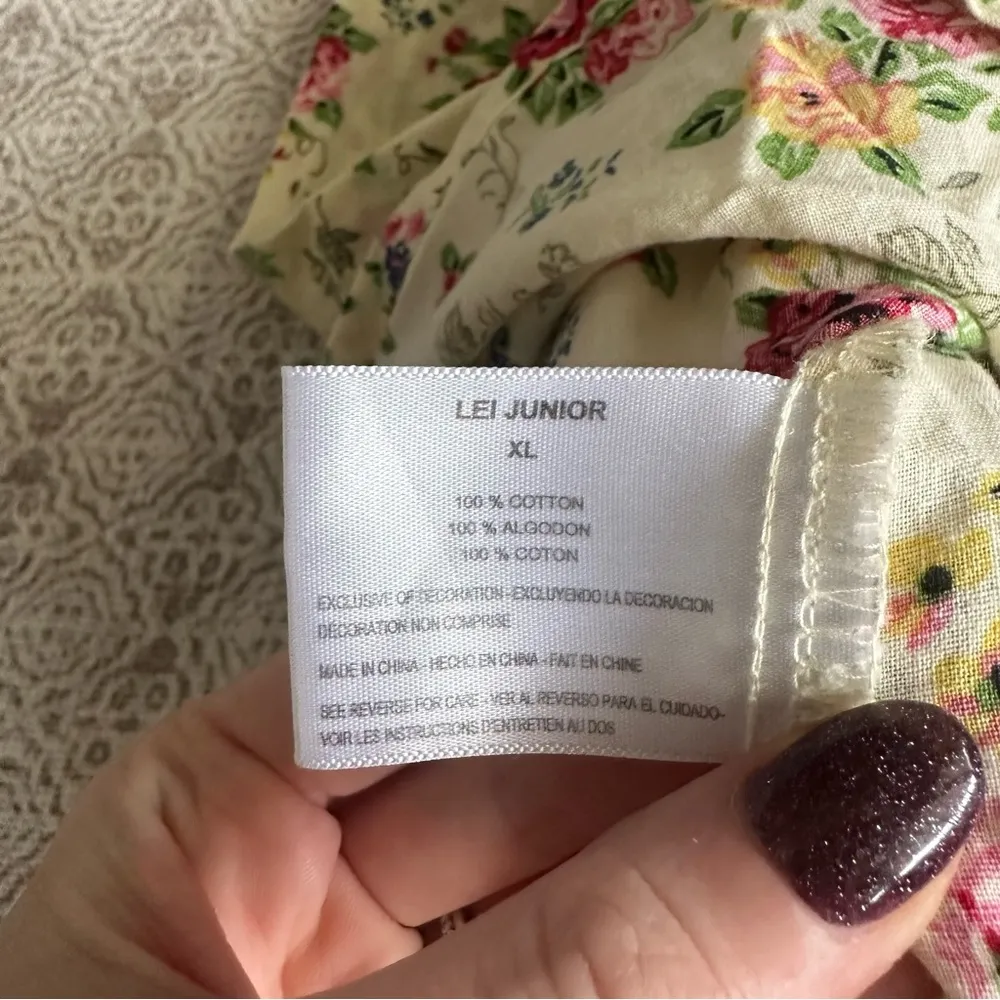 LEI JUNIOR
XL
100 % COTTON
100 % ALGODON
100 % COTON
EXCLUSIVE OF DECORATION - EXCLUYENDO LA DECORACION
DECORATION NON COMPRISE
MADE IN CHINA - HECHO EN CHINA - FAIT EN CHINE
SEE REVERSE FOR CARE - VER AL REVERSO PARA EL CUIDADO-
VOIR LES INSTRUCTIONS D'ENTRETIEN AU DOS